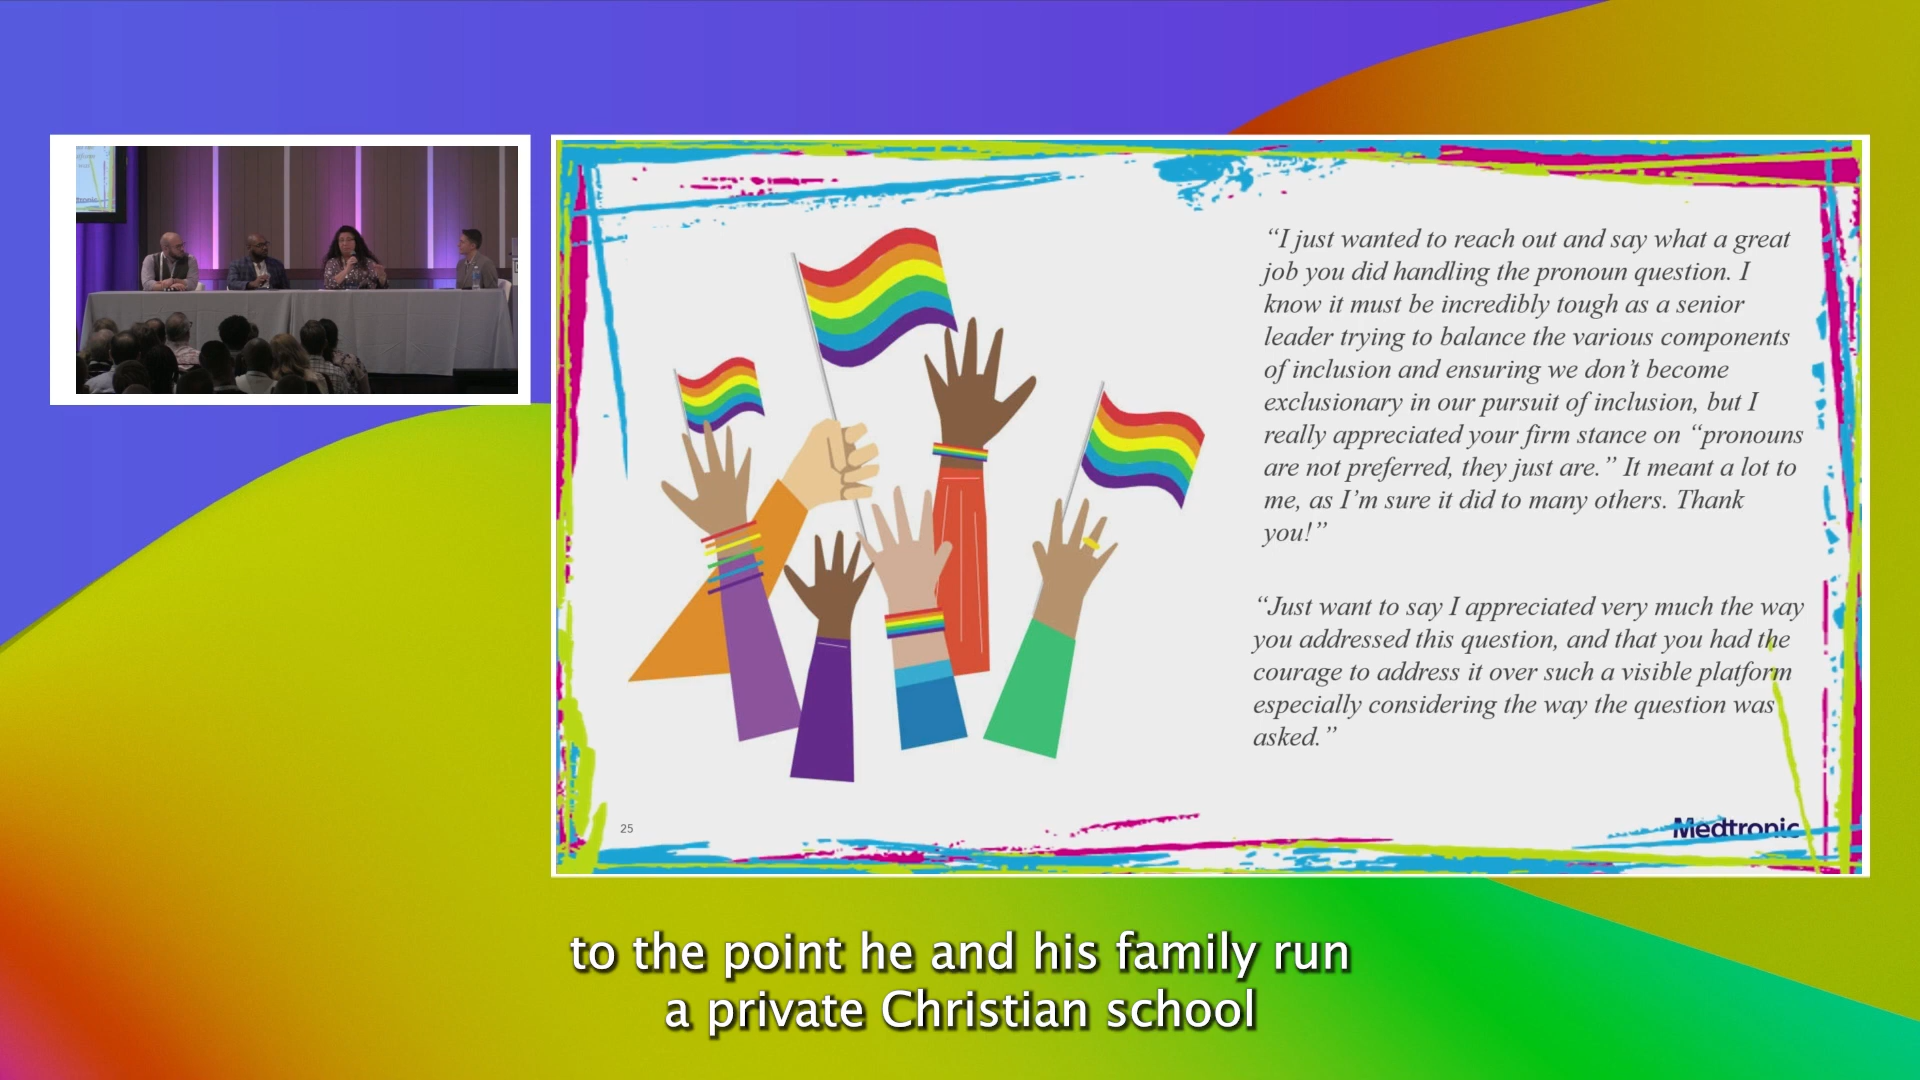 “I just wanted to reach out and say what a great
job you did handling the pronoun question. I
know it must be incredibly tough as a senior
leader trying to balance the various components
of inclusion and ensuring we don’t become
exclusionary in our pursuit of inclusion, but I
really appreciated your firm stance on “pronouns
are not preferred, they just are.” It meant a lot to
me, as I’m sure it did to many others. Thank
you!”
“Just want to say I appreciated very much the way
you addressed this question, and that you had the
courage to address it over such a visible platform
especially considering the way the question was
asked.”
25
Medtronic
to the point he and his family run
a private Christian school